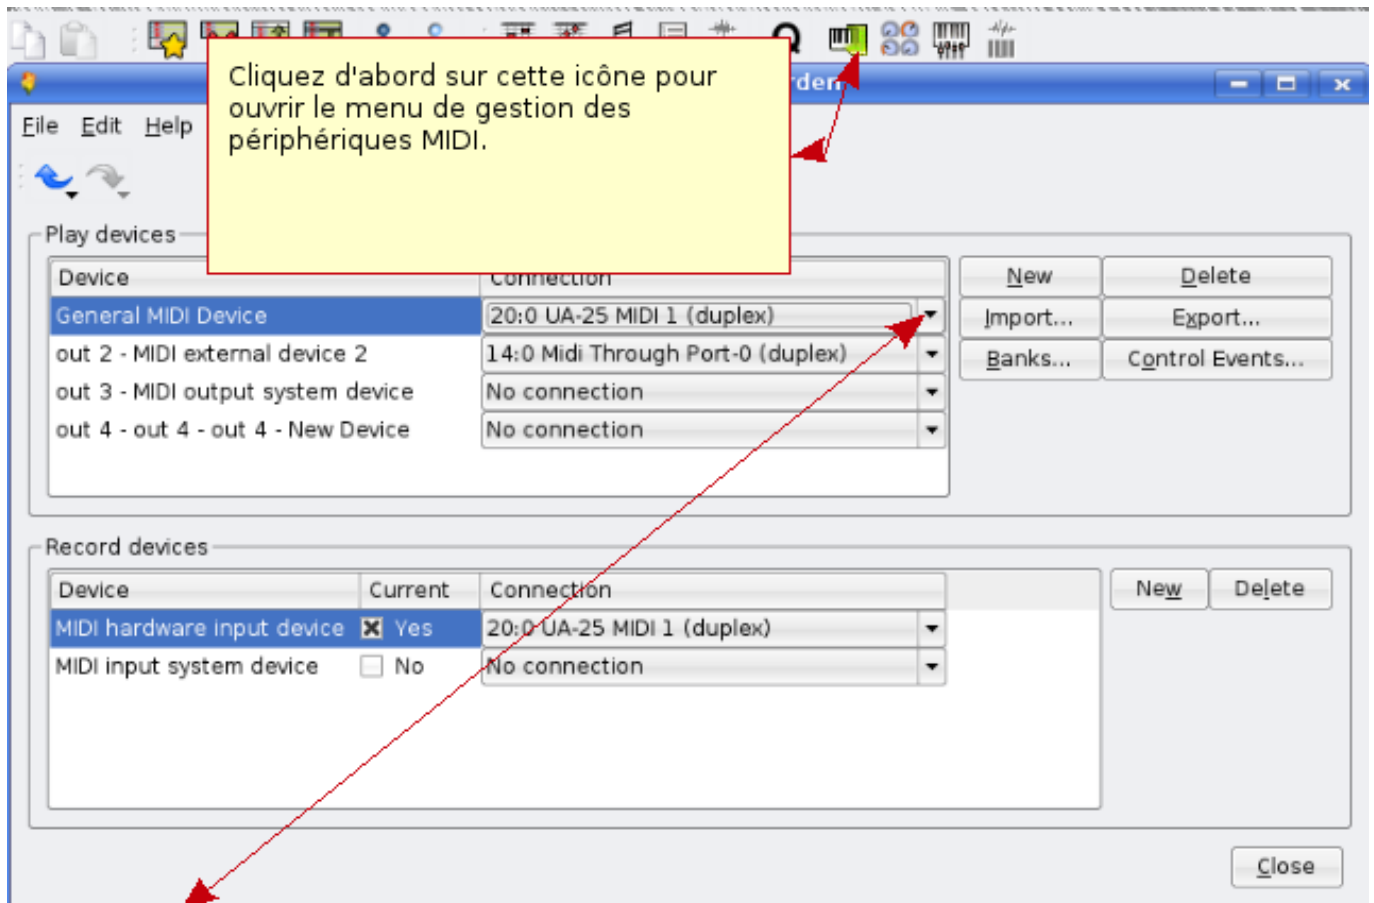 Cliquez d'abord sur cette icône pour
ouvrir le menu de gestion des
périphériques MIDI.
File Edit Help
Play devices
Device Connection
General MIDI Device 20:0 UA-25 MIDI 1 (duplex)
out 2 - MIDI external device 2 14:0 Midi Through Port-0 (duplex)
out 3 - MIDI output system device No connection
out 4 - out 4 - out 4 - New Device No connection
New Delete
Import... Export...
Banks... Control Events...
Record devices
Device Current Connection
MIDI hardware input device Yes 20:0 UA-25 MIDI 1 (duplex)
MIDI input system device No No connection
New Delete
Close